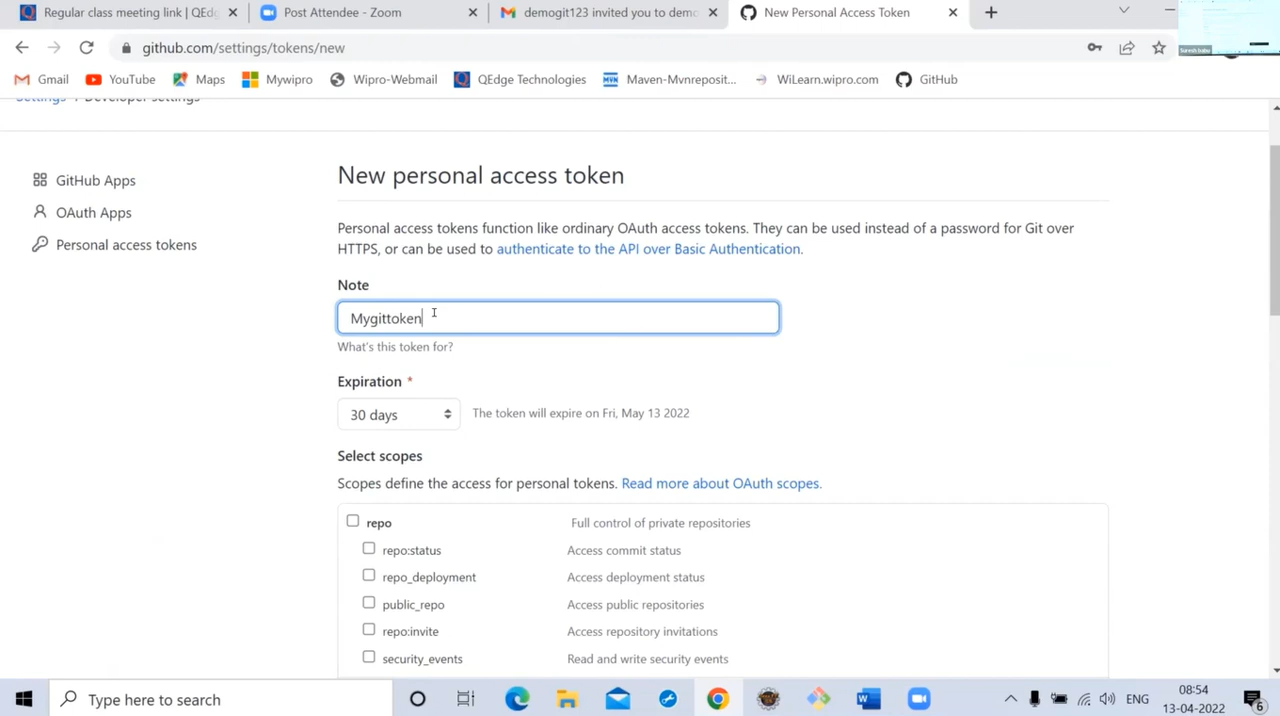 Regular class meeting link | QEdg
Post Attendee - Zoom
demogit123 invited you to demo
New Personal Access Token
github.com/settings/tokens/new
Gmail
YouTube
Maps
Mywipro
Wipro-Webmail
QEdge Technologies
Maven-Mvnreposit...
WiLearn.wipro.com
GitHub
Settings / Developer settings
GitHub Apps
OAuth Apps
Personal access tokens
New personal access token
Personal access tokens function like ordinary OAuth access tokens. They can be used instead of a password for Git over
HTTPS, or can be used to authenticate to the API over Basic Authentication.
Note
Mygittoken
What's this token for?
Expiration *
30 days
The token will expire on Fri, May 13 2022
Select scopes
Scopes define the access for personal tokens. Read more about OAuth scopes.
repo Full control of private repositories
repo:status Access commit status
repo_deployment Access deployment status
public_repo Access public repositories
repo:invite Access repository invitations
security_events Read and write security events
Type here to search
ENG
08:54
13-04-2022
6